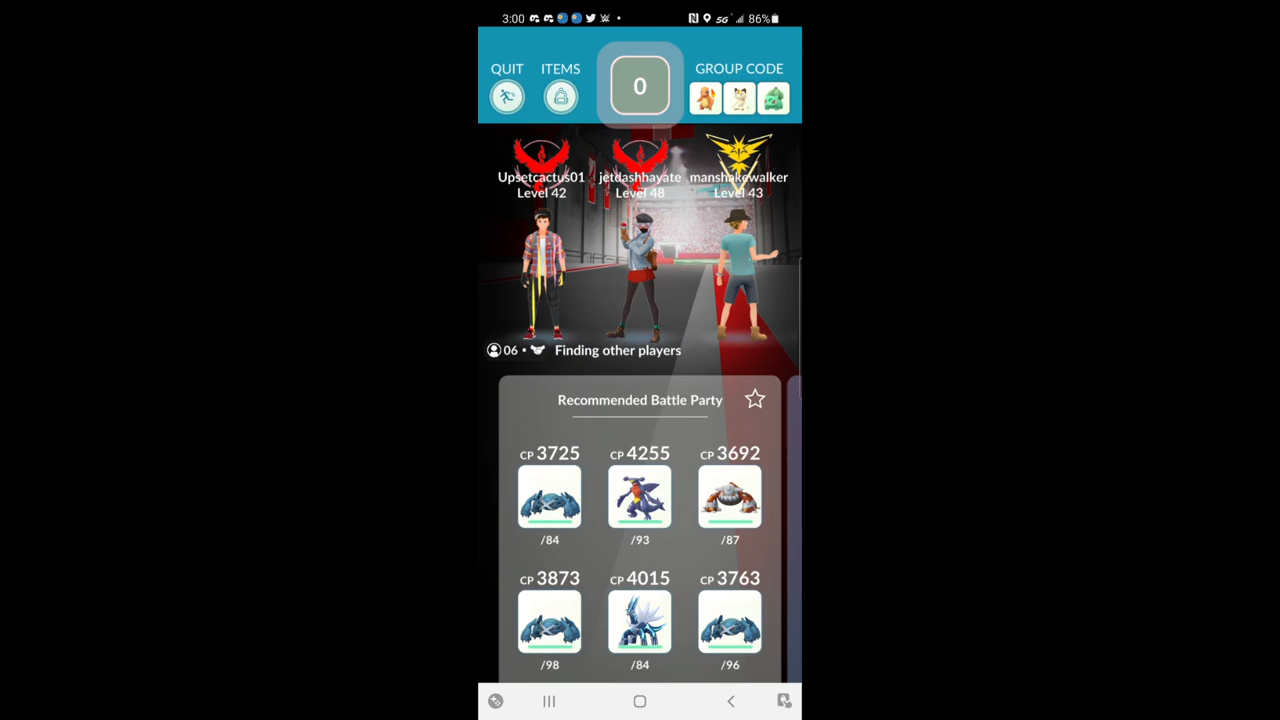 3:00 5G 86%
QUIT ITEMS 0 GROUP CODE
Upsetcactus01 jetdashhayate manshakewalker
Level 42 Level 48 Level 43
06 • Finding other players
Recommended Battle Party
CP 3725 CP 4255 CP 3692
/84 /93 /87
CP 3873 CP 4015 CP 3763
/98 /84 /96